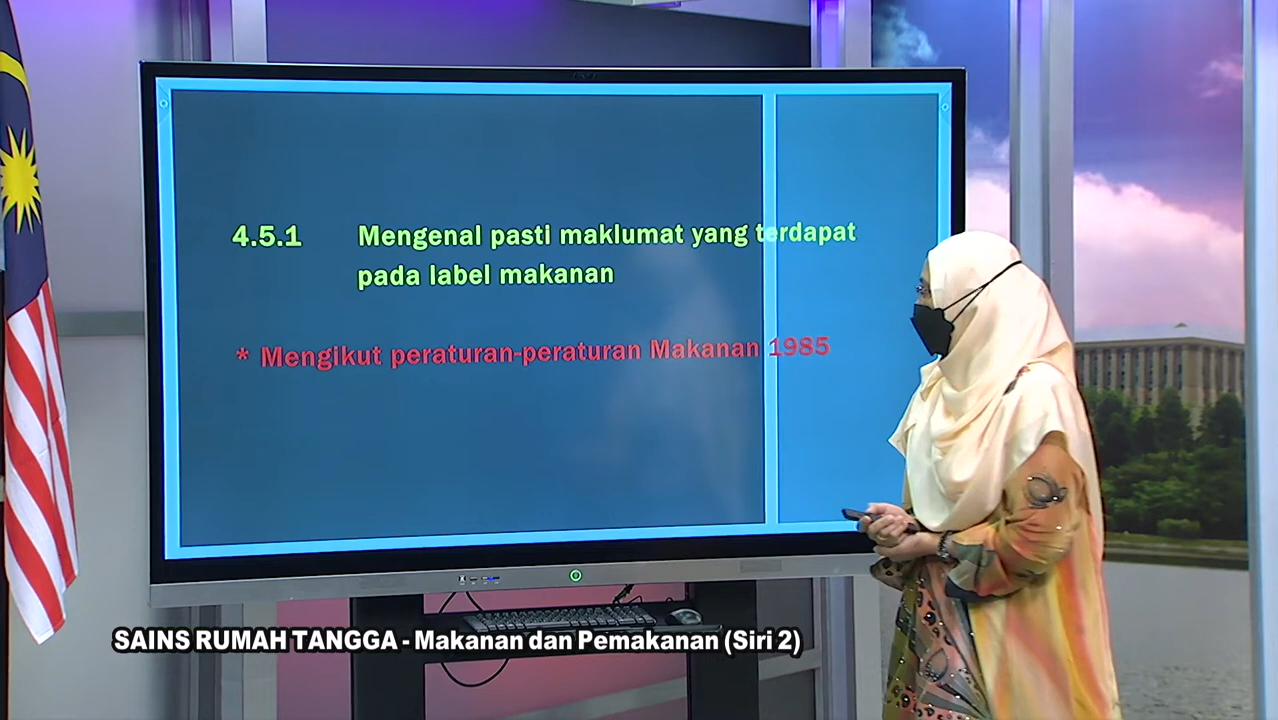 4.5.1 Mengenal pasti maklumat yang terdapat
pada label makanan
* Mengikut peraturan-peraturan Makanan 1985
SAINS RUMAH TANGGA - Makanan dan Pemakanan (Siri 2)